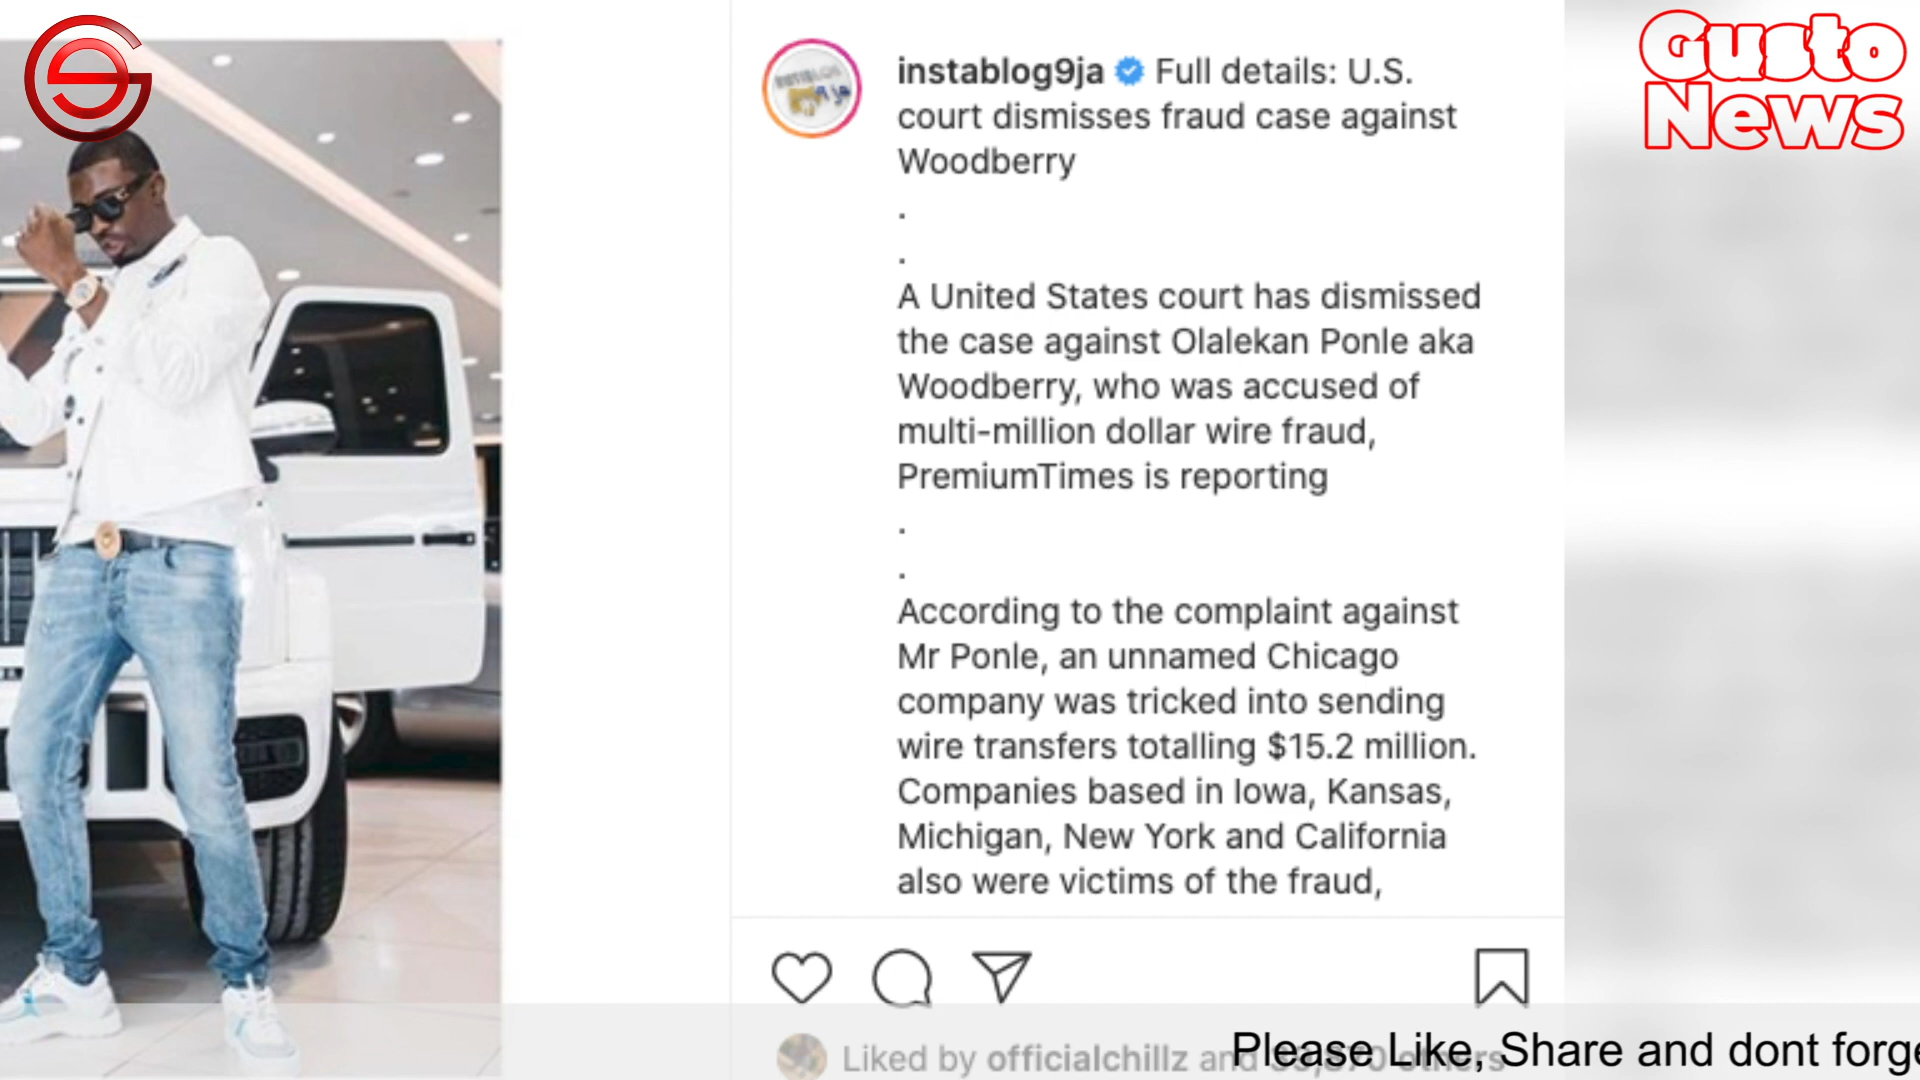 Gusto
News
instablog9ja Full details: U.S.
court dismisses fraud case against
Woodberry
.
.
A United States court has dismissed
the case against Olalekan Ponle aka
Woodberry, who was accused of
multi-million dollar wire fraud,
PremiumTimes is reporting
.
.
According to the complaint against
Mr Ponle, an unnamed Chicago
company was tricked into sending
wire transfers totalling $15.2 million.
Companies based in Iowa, Kansas,
Michigan, New York and California
also were victims of the fraud,
Liked by officialchillz and others
Please Like, Share and dont forge